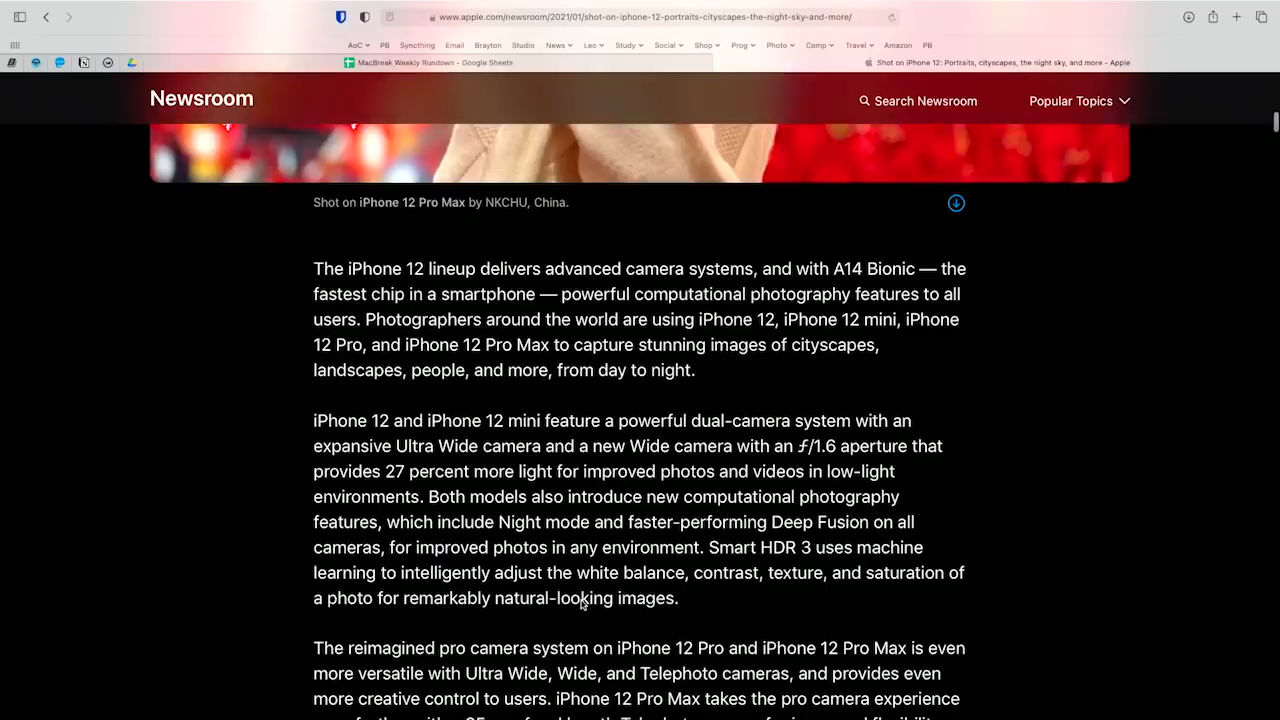 www.apple.com/newsroom/2021/01/shot-on-iphone-12-portraits-cityscapes-the-night-sky-and-more/
AoC PB Syncthing Email Brayton Studio News Leo Study Social Shop Prog Photo Comp Travel Amazon PB
MacBreak Weekly Rundown - Google Sheets
Shot on iPhone 12: Portraits, cityscapes, the night sky, and more - Apple
Newsroom
Search Newsroom
Popular Topics
Shot on iPhone 12 Pro Max by NKCHU, China.
The iPhone 12 lineup delivers advanced camera systems, and with A14 Bionic — the
fastest chip in a smartphone — powerful computational photography features to all
users. Photographers around the world are using iPhone 12, iPhone 12 mini, iPhone
12 Pro, and iPhone 12 Pro Max to capture stunning images of cityscapes,
landscapes, people, and more, from day to night.
iPhone 12 and iPhone 12 mini feature a powerful dual-camera system with an
expansive Ultra Wide camera and a new Wide camera with an ƒ/1.6 aperture that
provides 27 percent more light for improved photos and videos in low-light
environments. Both models also introduce new computational photography
features, which include Night mode and faster-performing Deep Fusion on all
cameras, for improved photos in any environment. Smart HDR 3 uses machine
learning to intelligently adjust the white balance, contrast, texture, and saturation of
a photo for remarkably natural-looking images.
The reimagined pro camera system on iPhone 12 Pro and iPhone 12 Pro Max is even
more versatile with Ultra Wide, Wide, and Telephoto cameras, and provides even
more creative control to users. iPhone 12 Pro Max takes the pro camera experience